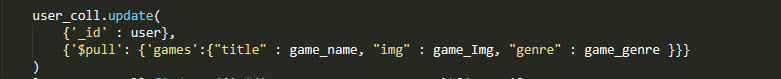 user_coll.update(
{'_id' : user},
{'$pull': {'games':{"title" : game_name, "img" : game_Img, "genre" : game_genre }}}
)